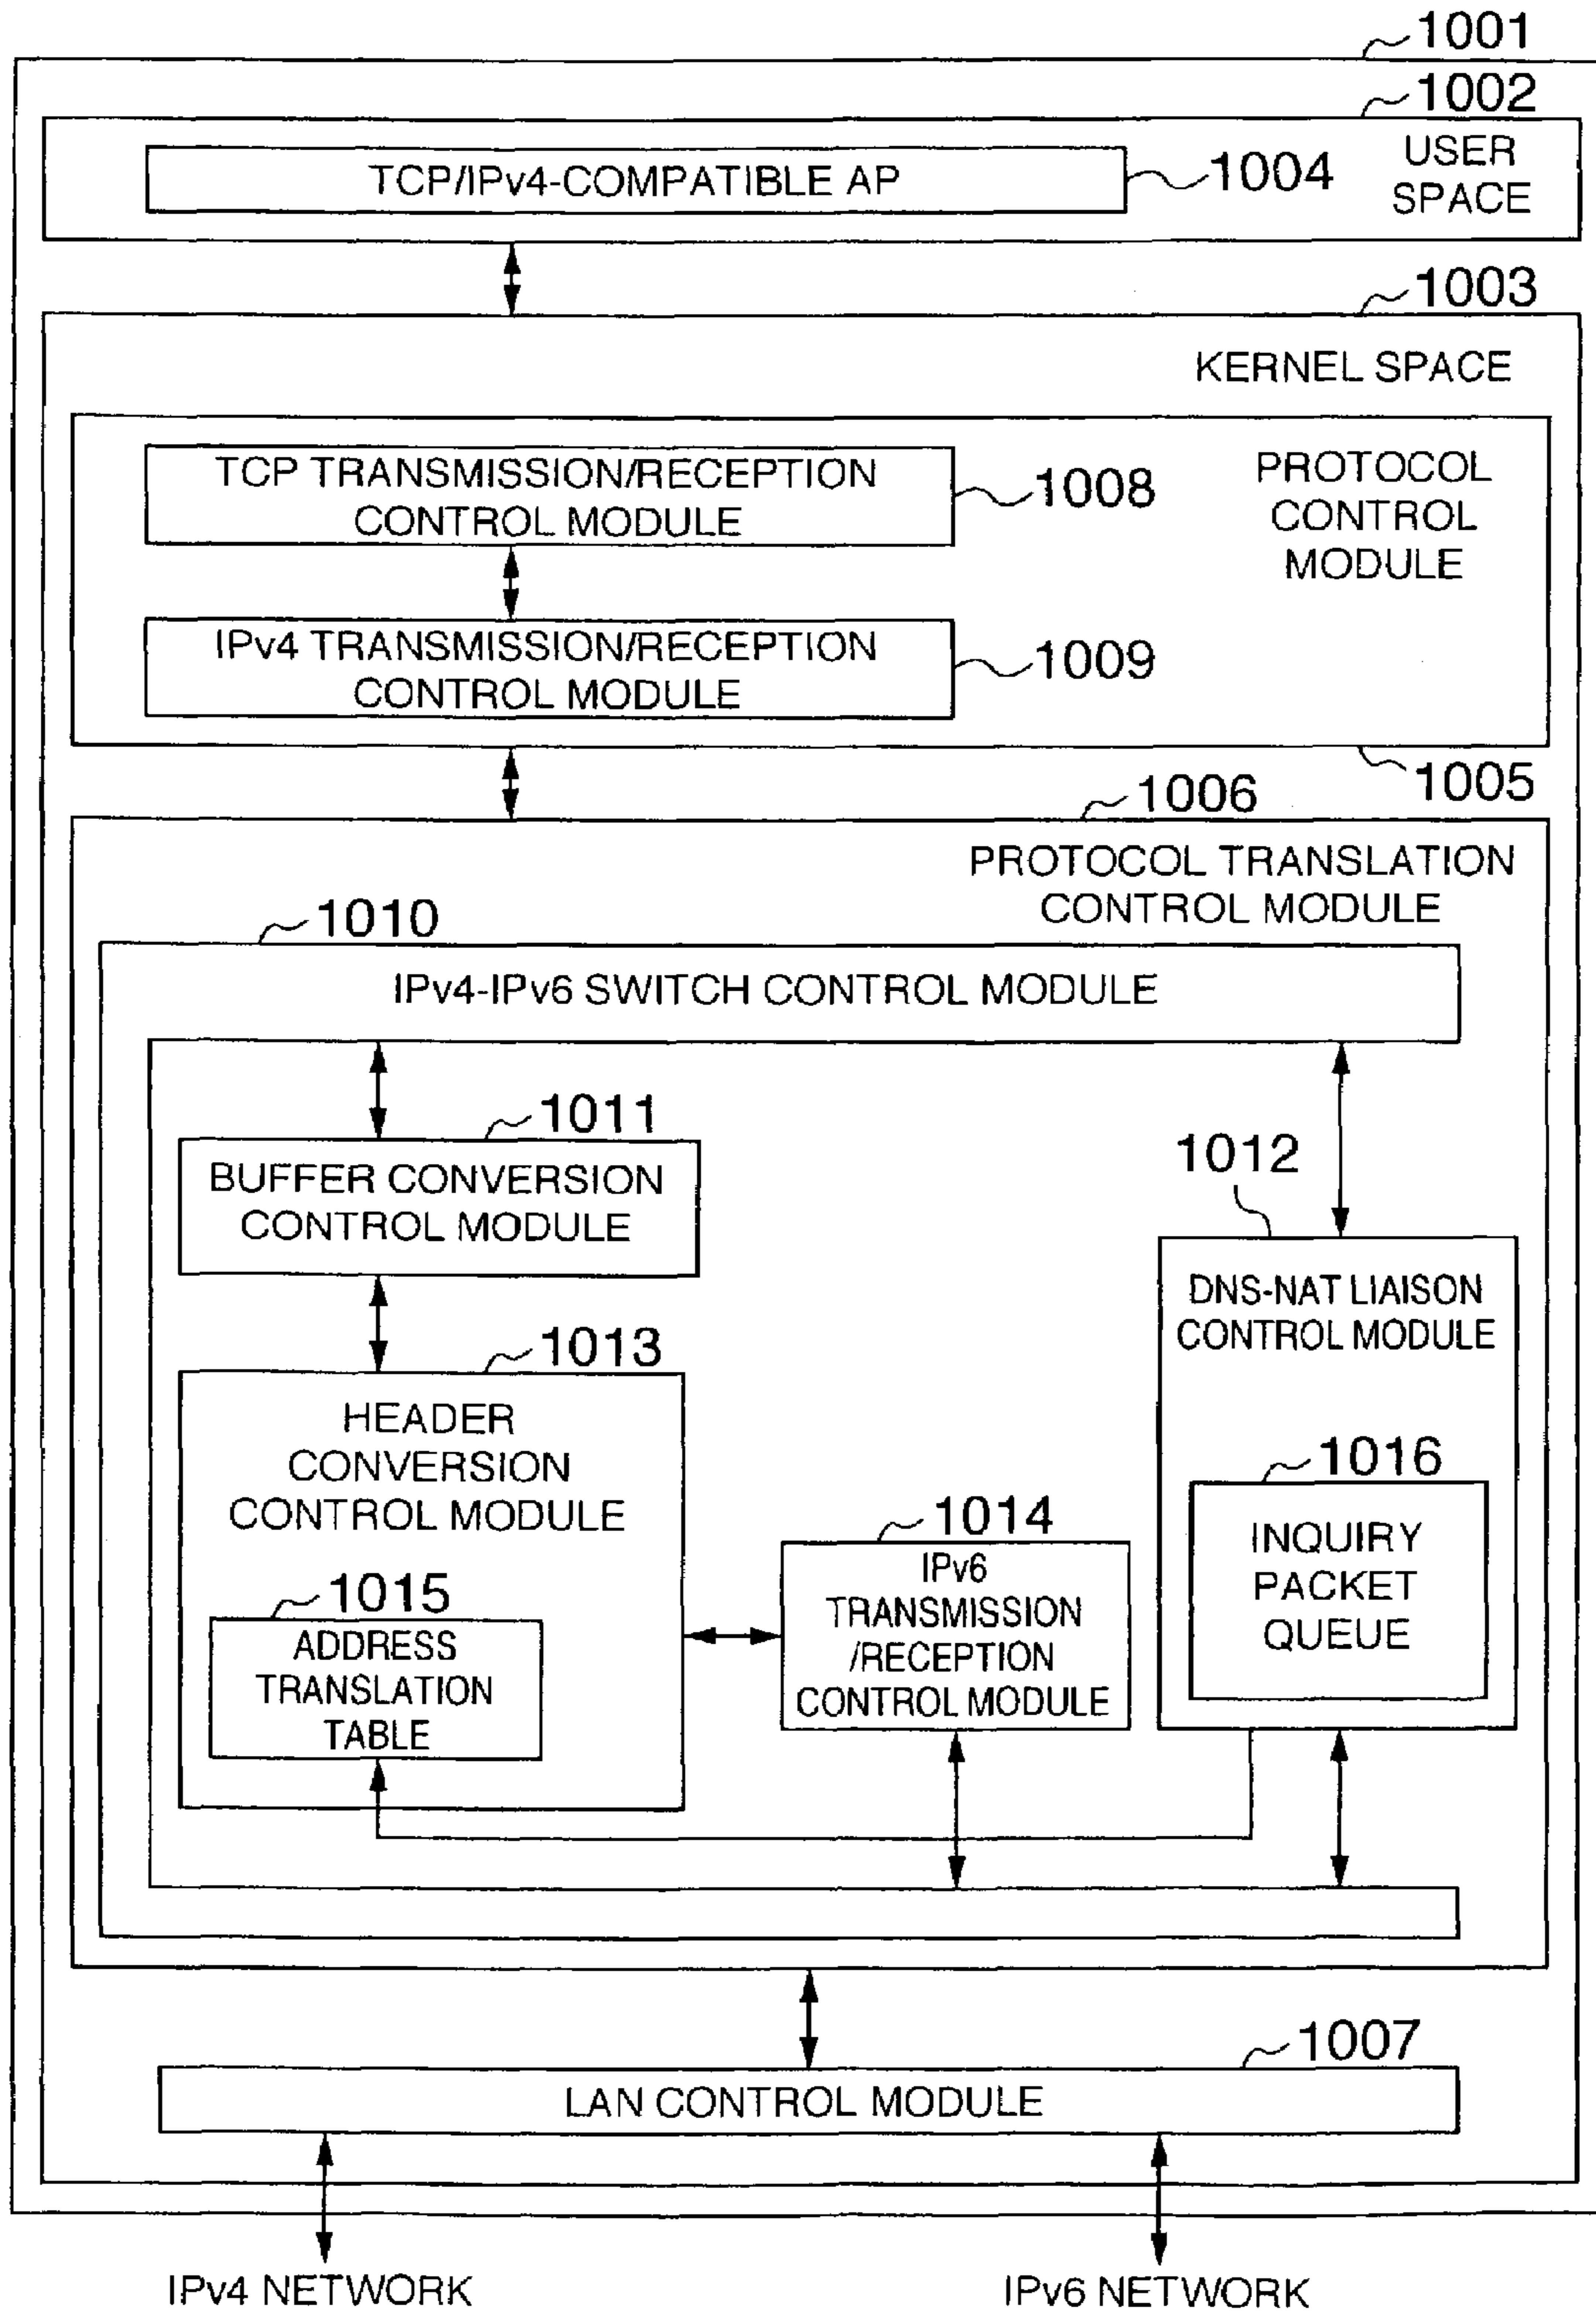 1001
1002
TCP/IPv4-COMPATIBLE AP
1004
USER
SPACE
1003
KERNEL SPACE
TCP TRANSMISSION/RECEPTION
CONTROL MODULE
1008
PROTOCOL
CONTROL
MODULE
IPv4 TRANSMISSION/RECEPTION
CONTROL MODULE
1009
1005
1006
PROTOCOL TRANSLATION
CONTROL MODULE
1010
IPv4-IPv6 SWITCH CONTROL MODULE
1011
BUFFER CONVERSION
CONTROL MODULE
1012
DNS-NAT LIAISON
CONTROL MODULE
1013
HEADER
CONVERSION
CONTROL MODULE
1016
INQUIRY
PACKET
QUEUE
1014
IPv6
TRANSMISSION
/RECEPTION
CONTROL MODULE
1015
ADDRESS
TRANSLATION
TABLE
1007
LAN CONTROL MODULE
IPv4 NETWORK
IPv6 NETWORK